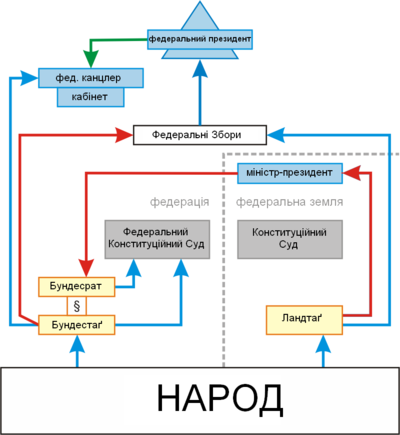 федеральний президент
фед. канцлер
кабінет
Федеральні Збори
міністр-президент
федерація
федеральна земля
Федеральний
Конституційний Суд
Конституційний
Суд
Бундесрат
§
Бундестаґ
Ландтаґ
НАРОД